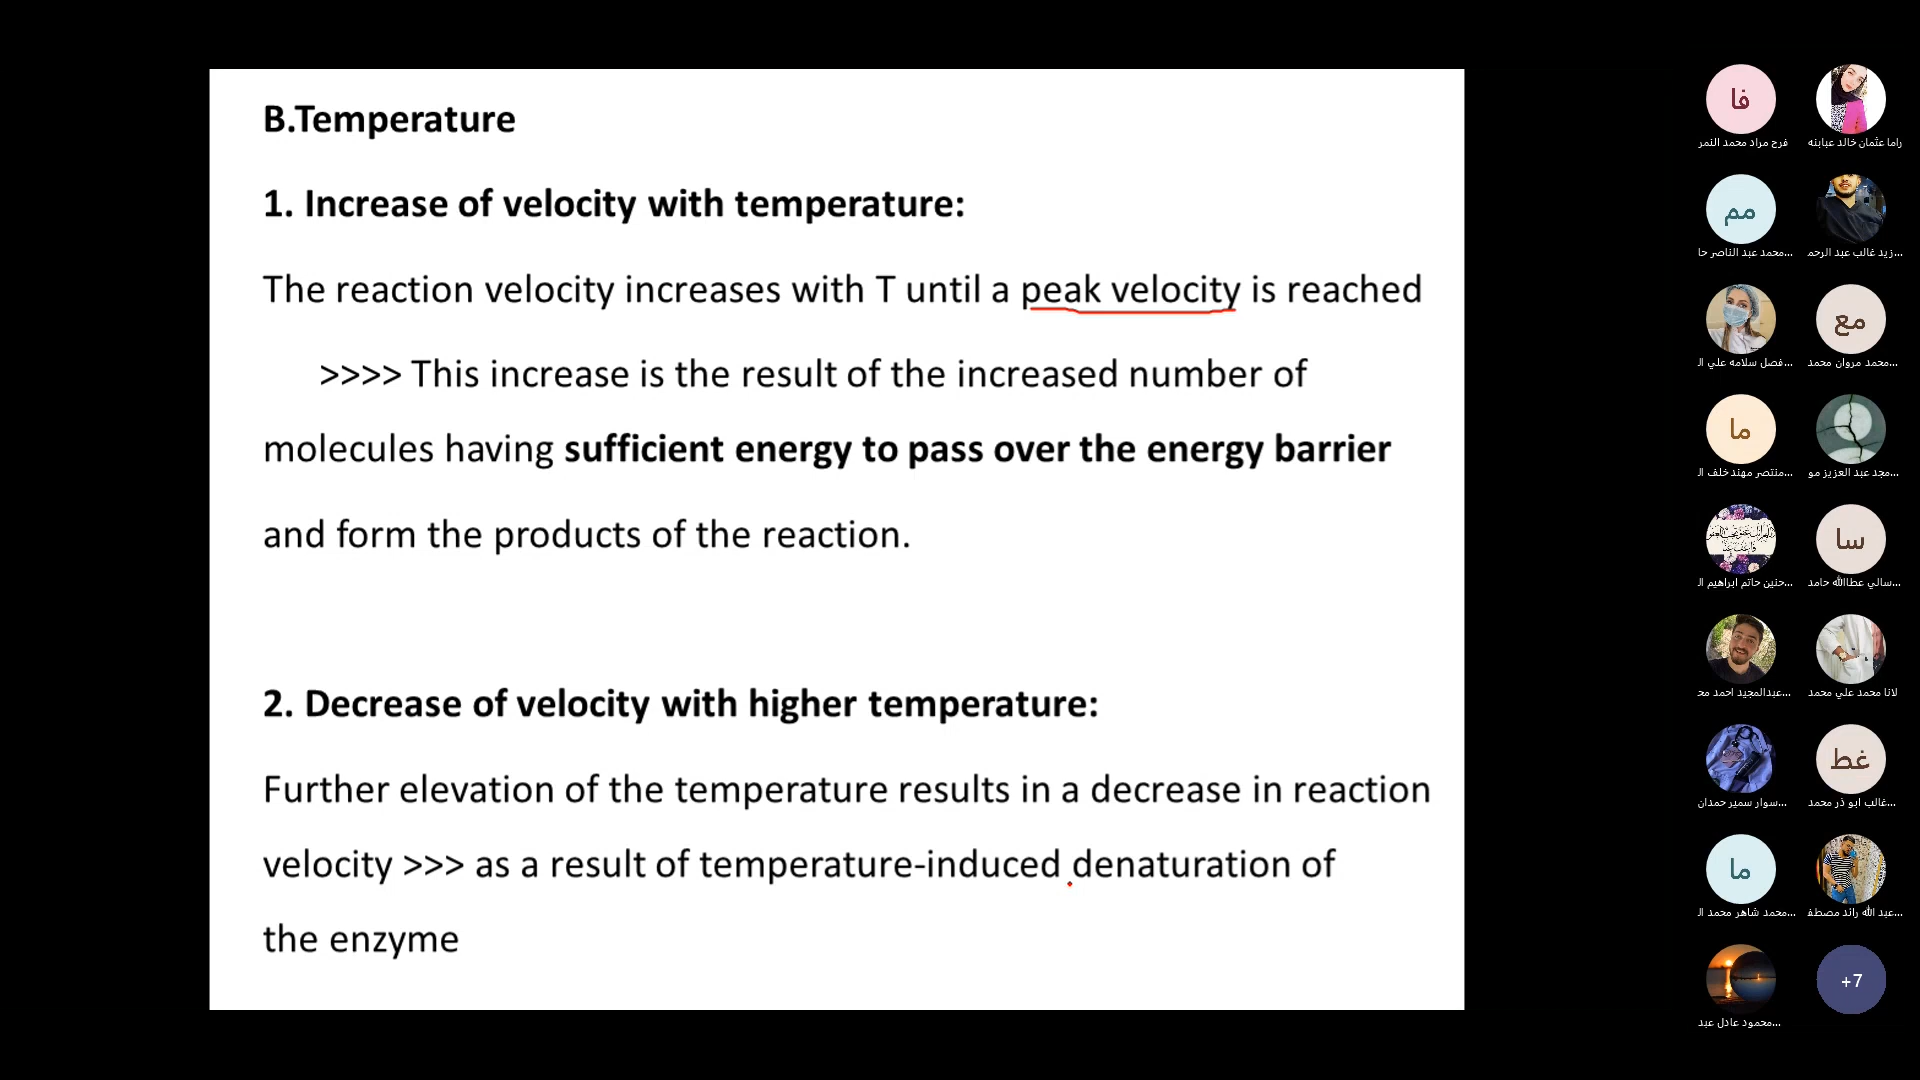 B.Temperature
1. Increase of velocity with temperature:
The reaction velocity increases with T until a peak velocity is reached
>>>> This increase is the result of the increased number of
molecules having sufficient energy to pass over the energy barrier
and form the products of the reaction.
2. Decrease of velocity with higher temperature:
Further elevation of the temperature results in a decrease in reaction
velocity >>> as a result of temperature-induced denaturation of
the enzyme
فا
فرح مراد محمد النمر
راما عثمان خالد عبابنه
مم
محمد عبد الناصر حا...
زيد غالب عبد الرحم...
فصل سلامه علي ال...
مع
محمد مروان محمد...
ما
منتصر مهند خلف ال...
مجد عبد العزيز مو...
حنين حاتم ابراهيم ال...
سا
سالي عطاالله حامد...
عبدالمجيد احمد مح...
لانا محمد علي محمد
سوار سمير حمدان...
غط
غالب ابو ذر محمد...
ما
محمد شاهر محمد ال...
عبد الله رائد مصطف...
محمود عادل عبد...
+7